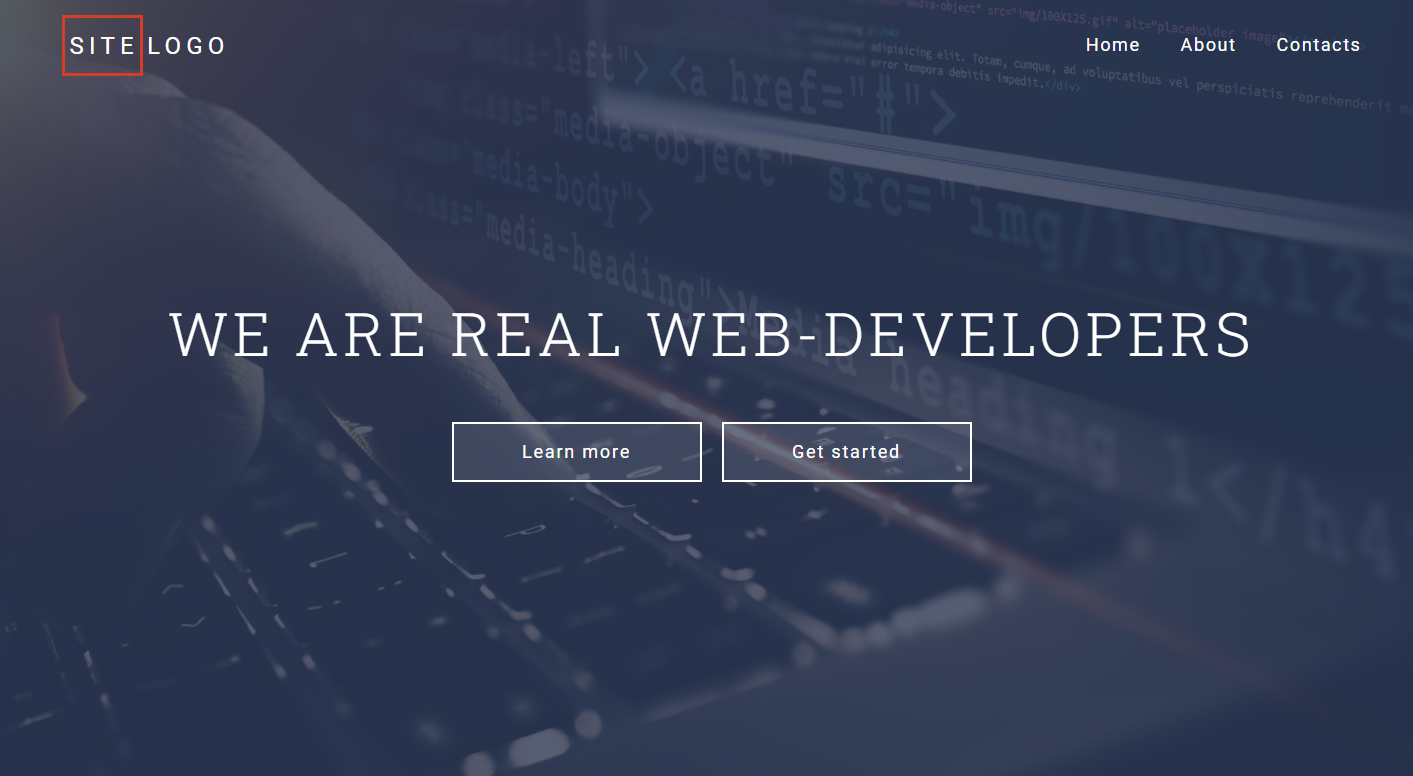 SITE LOGO
Home About Contacts
media-object" src="img/100X125.gif" alt="placeholder image"
adipisicing elit. Totam, cumque, ad voluptatibus vel perspiciatis reprehenderit
error tempora debitis impedit.</div>
-left"> <a href="#">
class="media-object" src="img/100X125
media-body">
class="media-heading">Media heading 1</h4
WE ARE REAL WEB-DEVELOPERS
Learn more
Get started